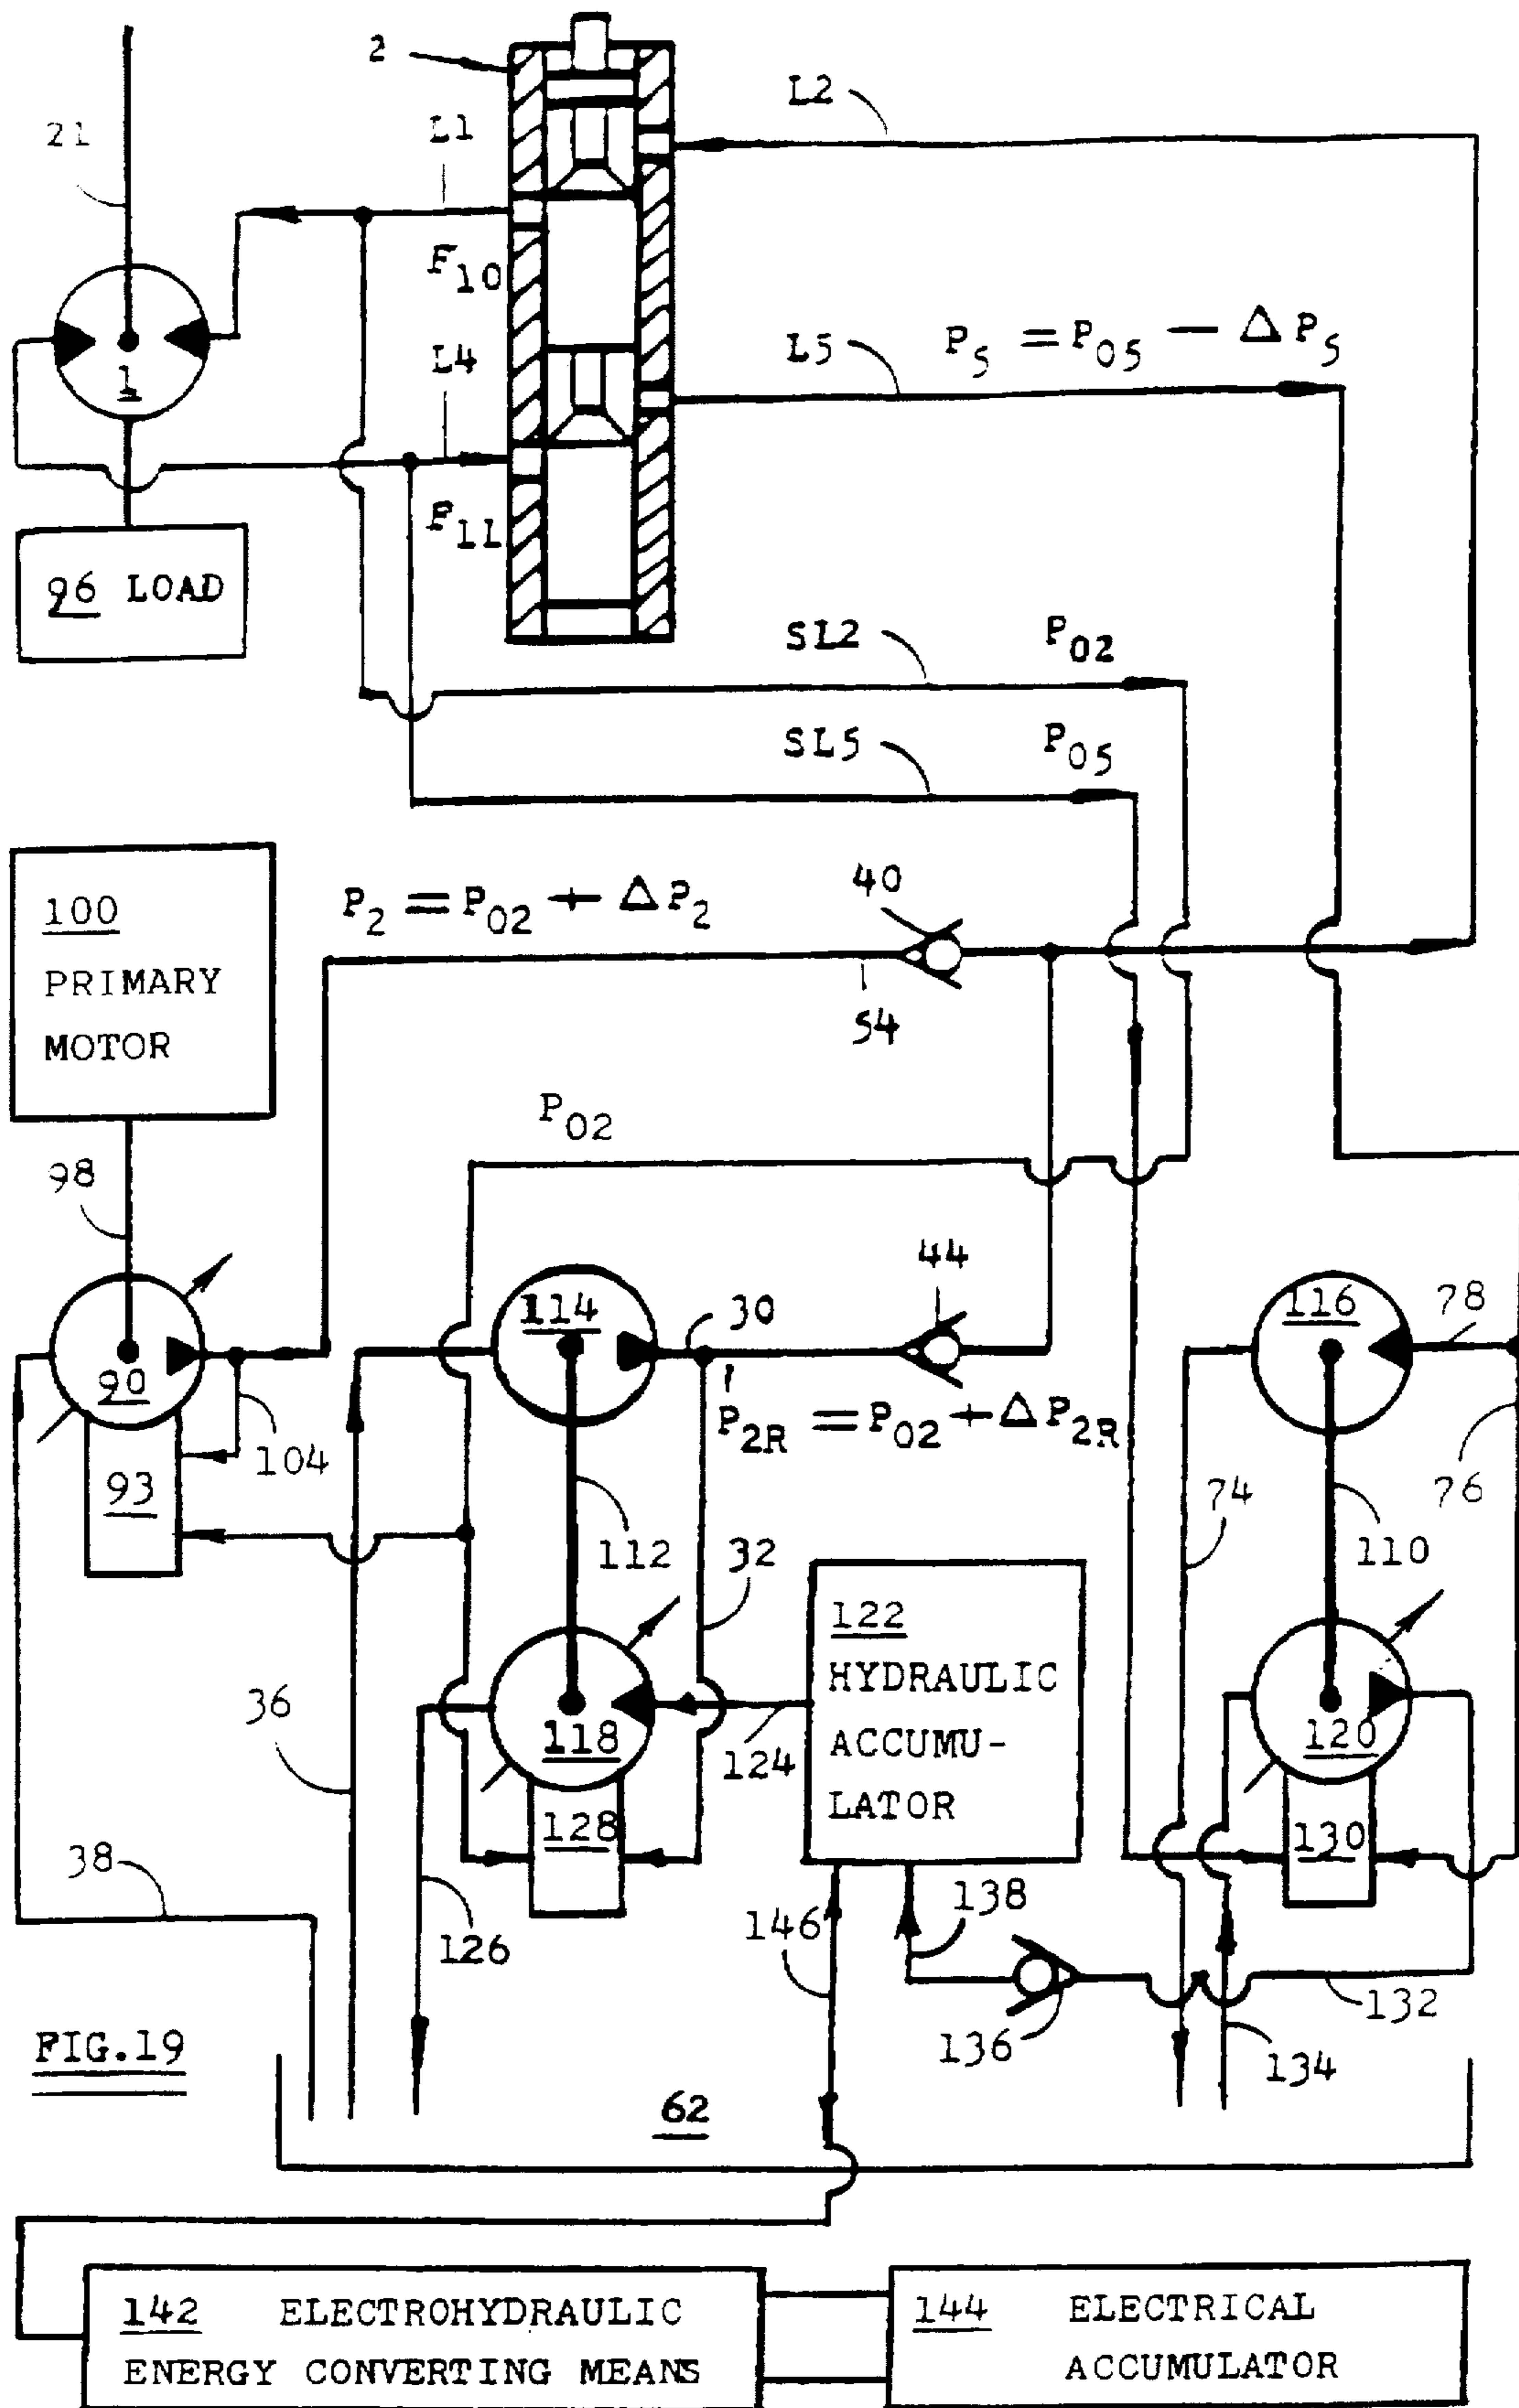 2
L2
21
L1
F10
L5
P5 = P05 − ΔP5
1
L4
F11
96 LOAD
SL2
P02
SL5
P05
100
PRIMARY
MOTOR
P2 = P02 + ΔP2
40
54
P02
98
44
114
30
116
78
90
P2R = P02 + ΔP2R
104
93
74
76
112
32
110
122
HYDRAULIC
ACCUMU-
LATOR
36
118
124
120
128
130
38
126
146
138
136
132
134
FIG.19
62
142 ELECTROHYDRAULIC
ENERGY CONVERTING MEANS
144 ELECTRICAL
ACCUMULATOR